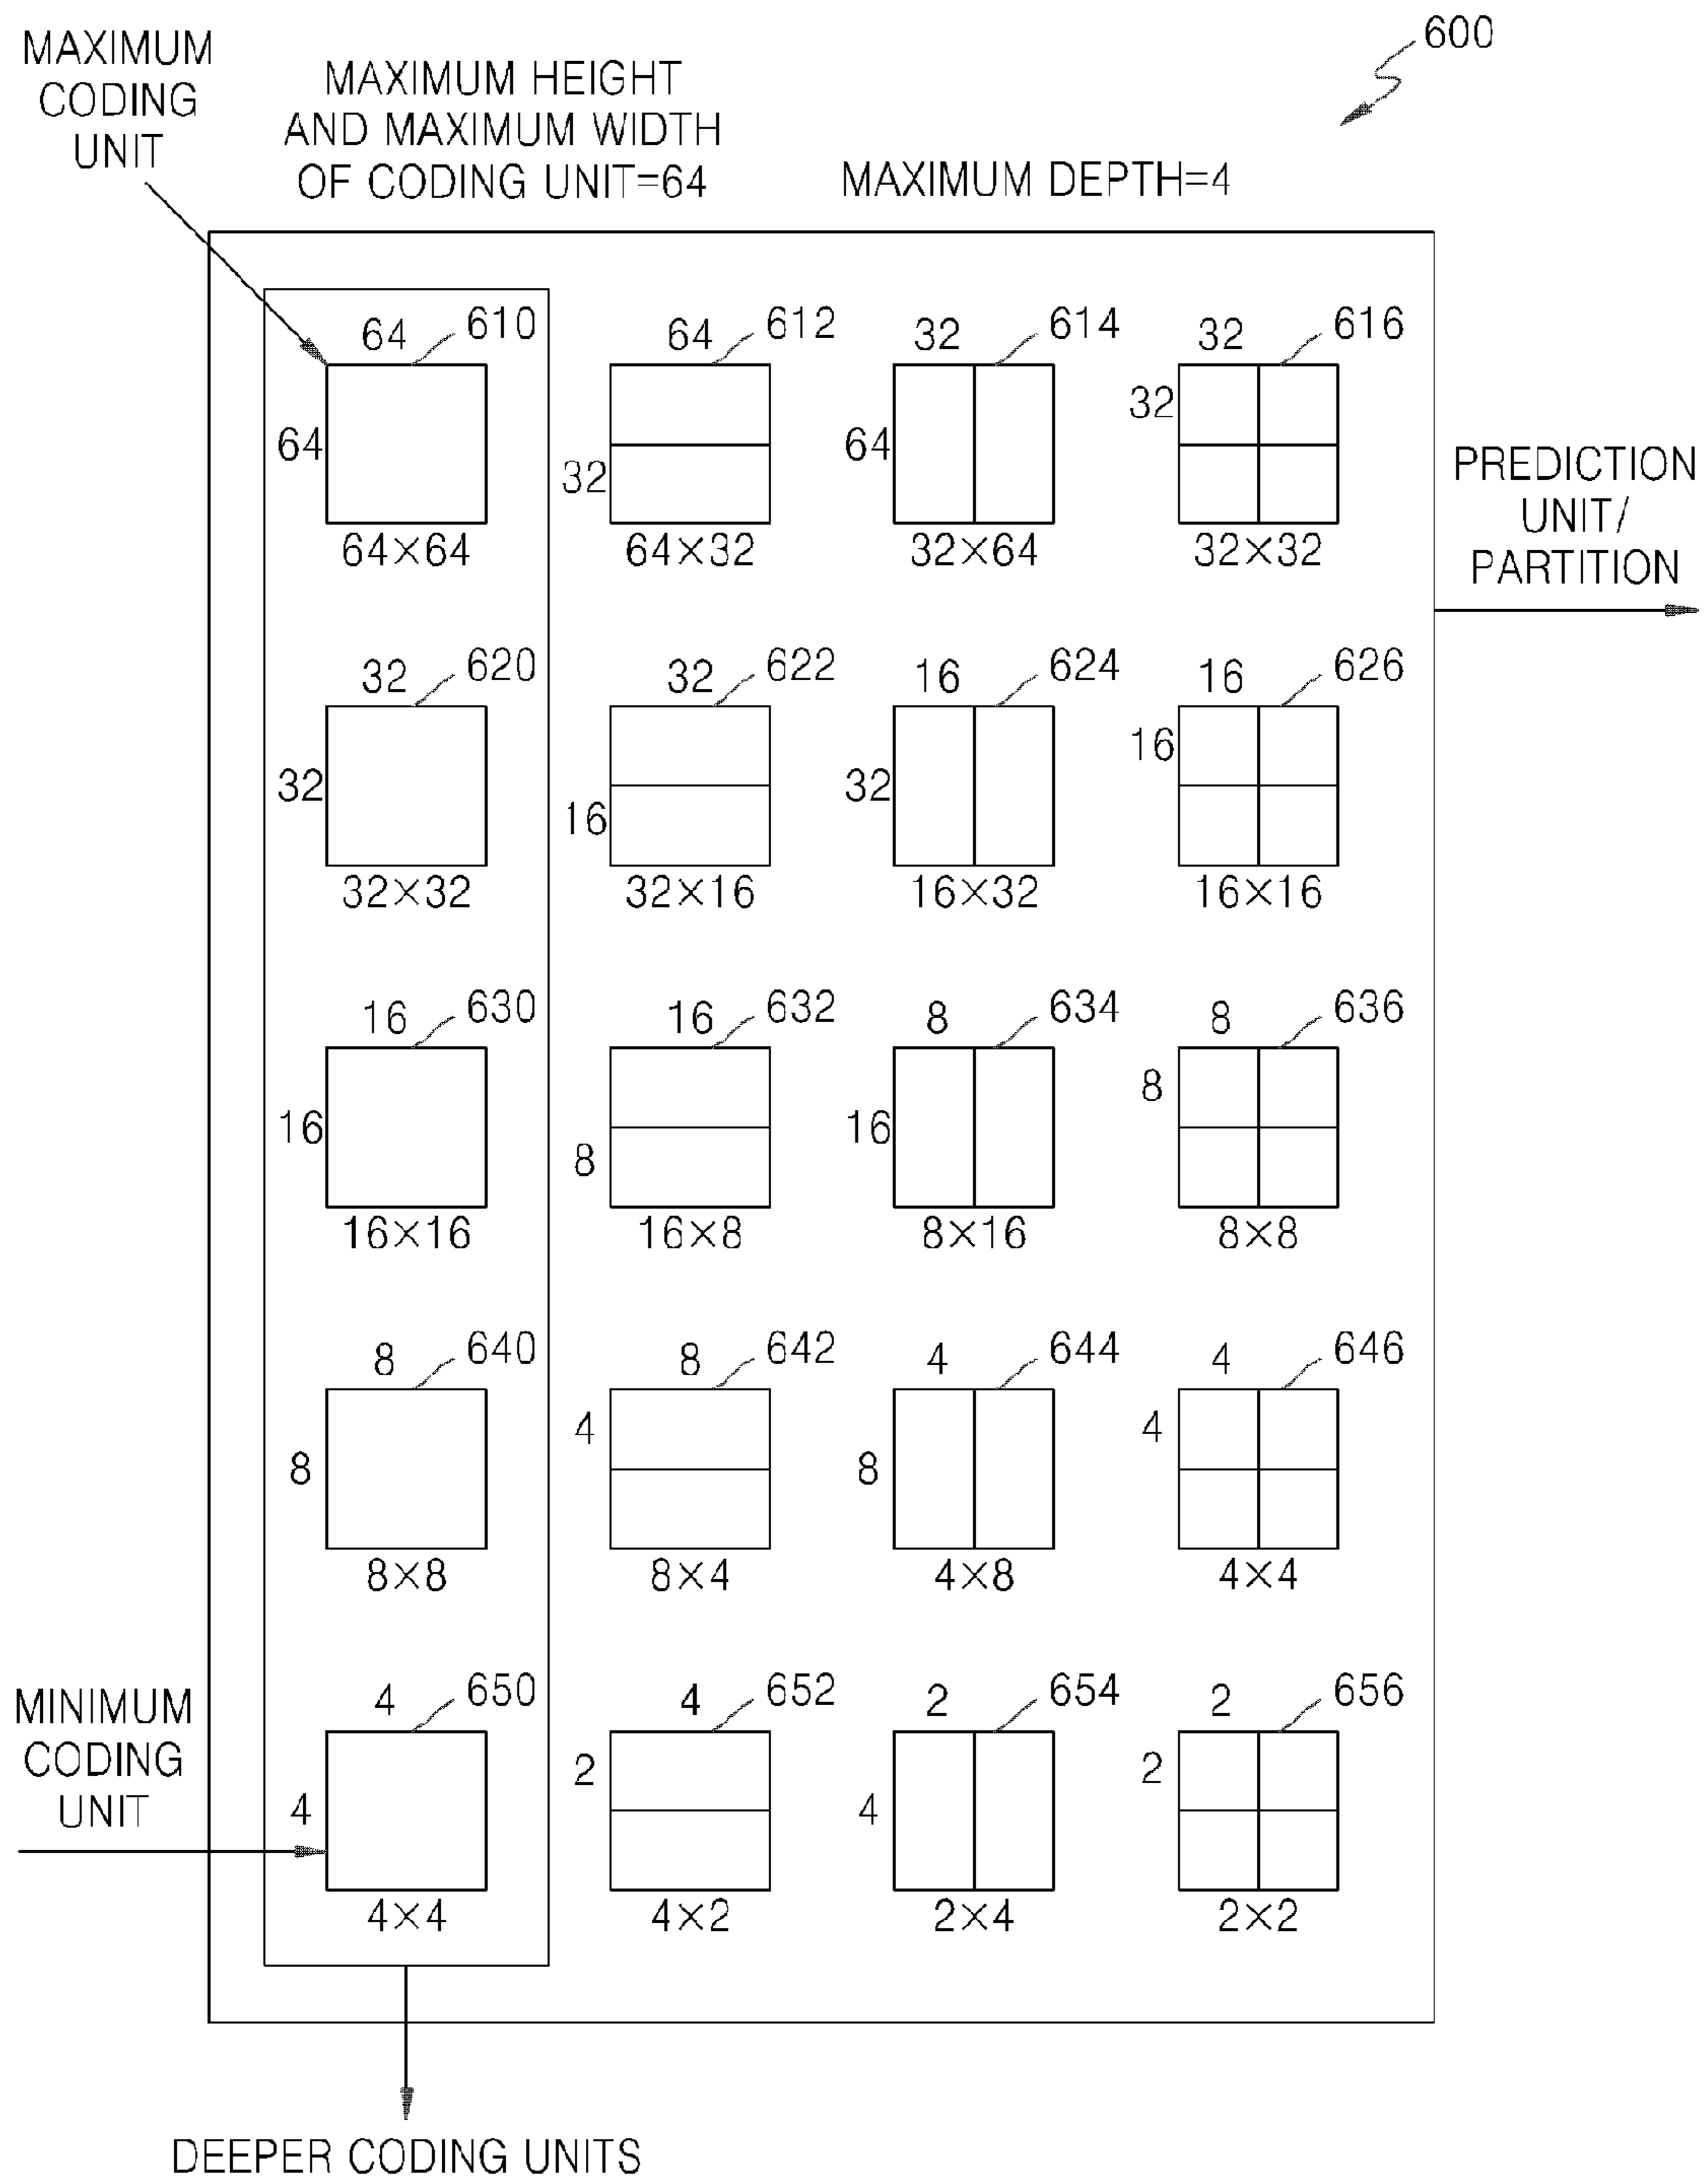 600
MAXIMUM
CODING
UNIT
MAXIMUM HEIGHT
AND MAXIMUM WIDTH
OF CODING UNIT=64
MAXIMUM DEPTH=4
64 610 64 612 32 614 32 616
64 32 64 32
64×64 64×32 32×64 32×32
PREDICTION
UNIT/
PARTITION
32 620 32 622 16 624 16 626
32 16 32 16
32×32 32×16 16×32 16×16
16 630 16 632 8 634 8 636
16 8 16 8
16×16 16×8 8×16 8×8
8 640 8 642 4 644 4 646
8 4 8 4
8×8 8×4 4×8 4×4
MINIMUM
CODING
UNIT
4 650 4 652 2 654 2 656
4 2 4 2
4×4 4×2 2×4 2×2
DEEPER CODING UNITS